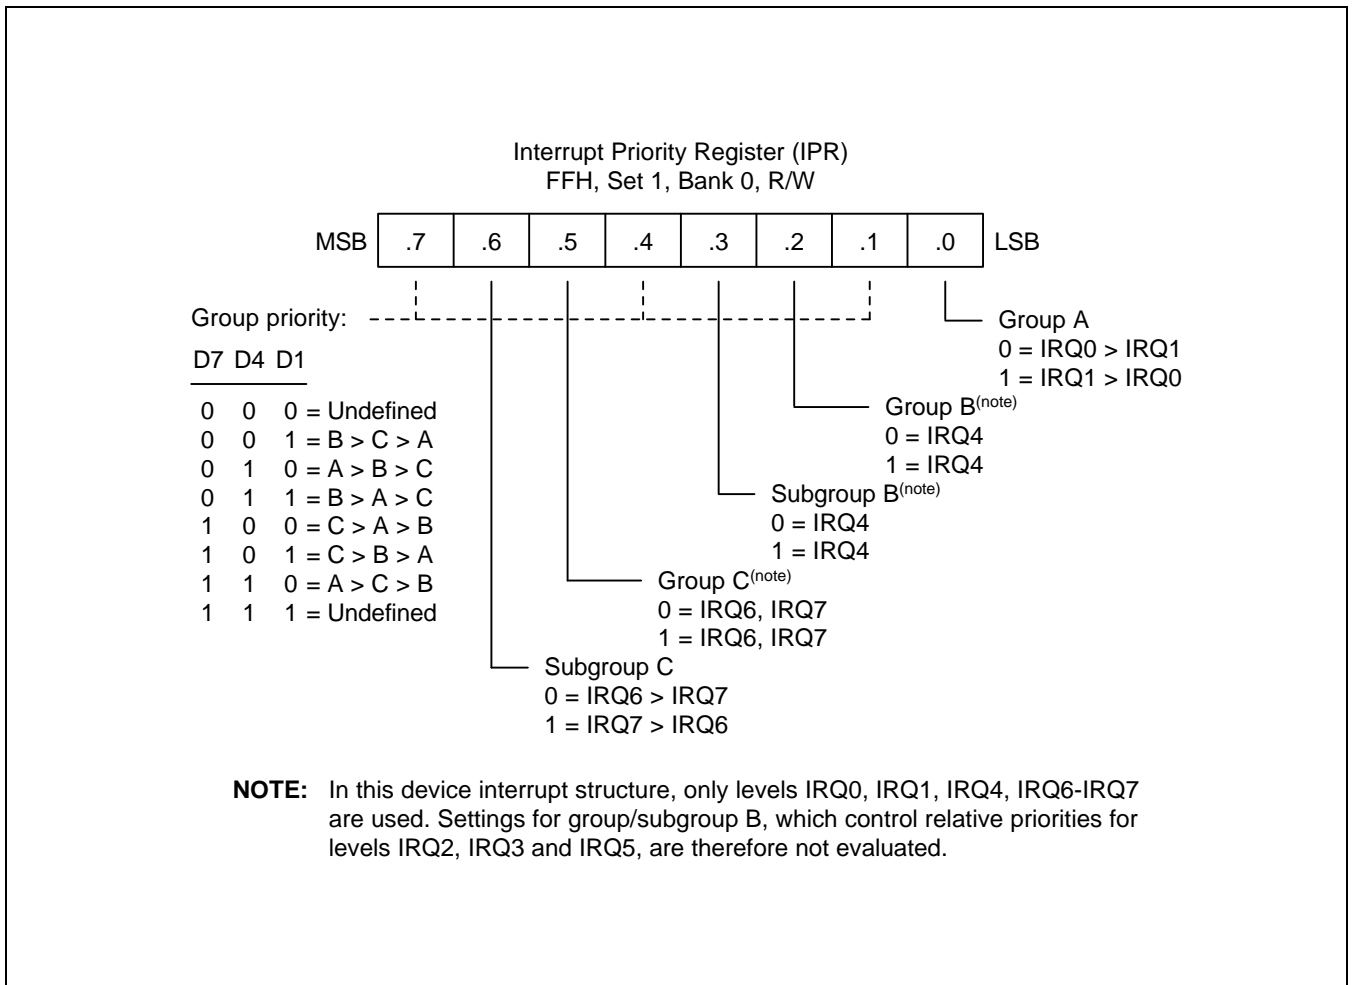 Interrupt Priority Register (IPR)
FFH, Set 1, Bank 0, R/W
MSB .7 .6 .5 .4 .3 .2 .1 .0 LSB
Group priority:
D7 D4 D1
0 0 0 = Undefined
0 0 1 = B > C > A
0 1 0 = A > B > C
0 1 1 = B > A > C
1 0 0 = C > A > B
1 0 1 = C > B > A
1 1 0 = A > C > B
1 1 1 = Undefined
Group A
0 = IRQ0 > IRQ1
1 = IRQ1 > IRQ0
Group B(note)
0 = IRQ4
1 = IRQ4
Subgroup B(note)
0 = IRQ4
1 = IRQ4
Group C(note)
0 = IRQ6, IRQ7
1 = IRQ6, IRQ7
Subgroup C
0 = IRQ6 > IRQ7
1 = IRQ7 > IRQ6
NOTE: In this device interrupt structure, only levels IRQ0, IRQ1, IRQ4, IRQ6-IRQ7
are used. Settings for group/subgroup B, which control relative priorities for
levels IRQ2, IRQ3 and IRQ5, are therefore not evaluated.